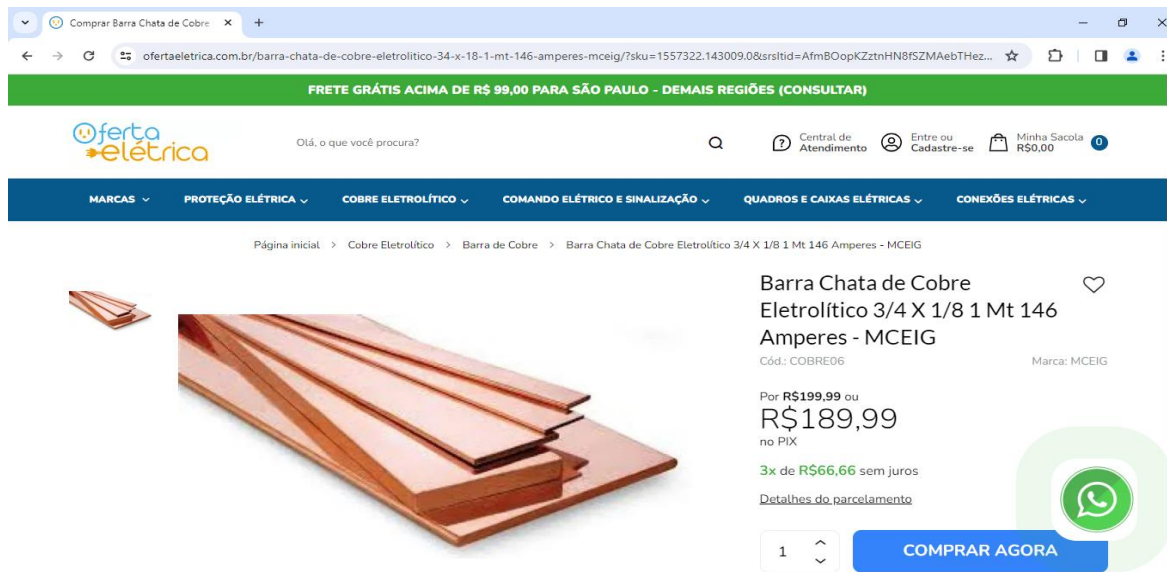 Comprar Barra Chata de Cobre
ofertaeletrica.com.br/barra-chata-de-cobre-eletrolitico-34-x-18-1-mt-146-amperes-mceig/?sku=1557322.143009.0&srsltid=AfmBOopKZztnHN8fSZMAebTHez...
FRETE GRÁTIS ACIMA DE R$ 99,00 PARA SÃO PAULO - DEMAIS REGIÕES (CONSULTAR)
Oferta
elétrica
Olá, o que você procura?
Central de
Atendimento
Entre ou
Cadastre-se
Minha Sacola
R$0,00
0
MARCAS PROTEÇÃO ELÉTRICA COBRE ELETROLÍTICO COMANDO ELÉTRICO E SINALIZAÇÃO QUADROS E CAIXAS ELÉTRICAS CONEXÕES ELÉTRICAS
Página inicial > Cobre Eletrolítico > Barra de Cobre > Barra Chata de Cobre Eletrolítico 3/4 X 1/8 1 Mt 146 Amperes - MCEIG
Barra Chata de Cobre
Eletrolítico 3/4 X 1/8 1 Mt 146
Amperes - MCEIG
Cód.: COBRE06 Marca: MCEIG
Por R$199,99 ou
R$189,99
no PIX
3x de R$66,66 sem juros
Detalhes do parcelamento
1
COMPRAR AGORA